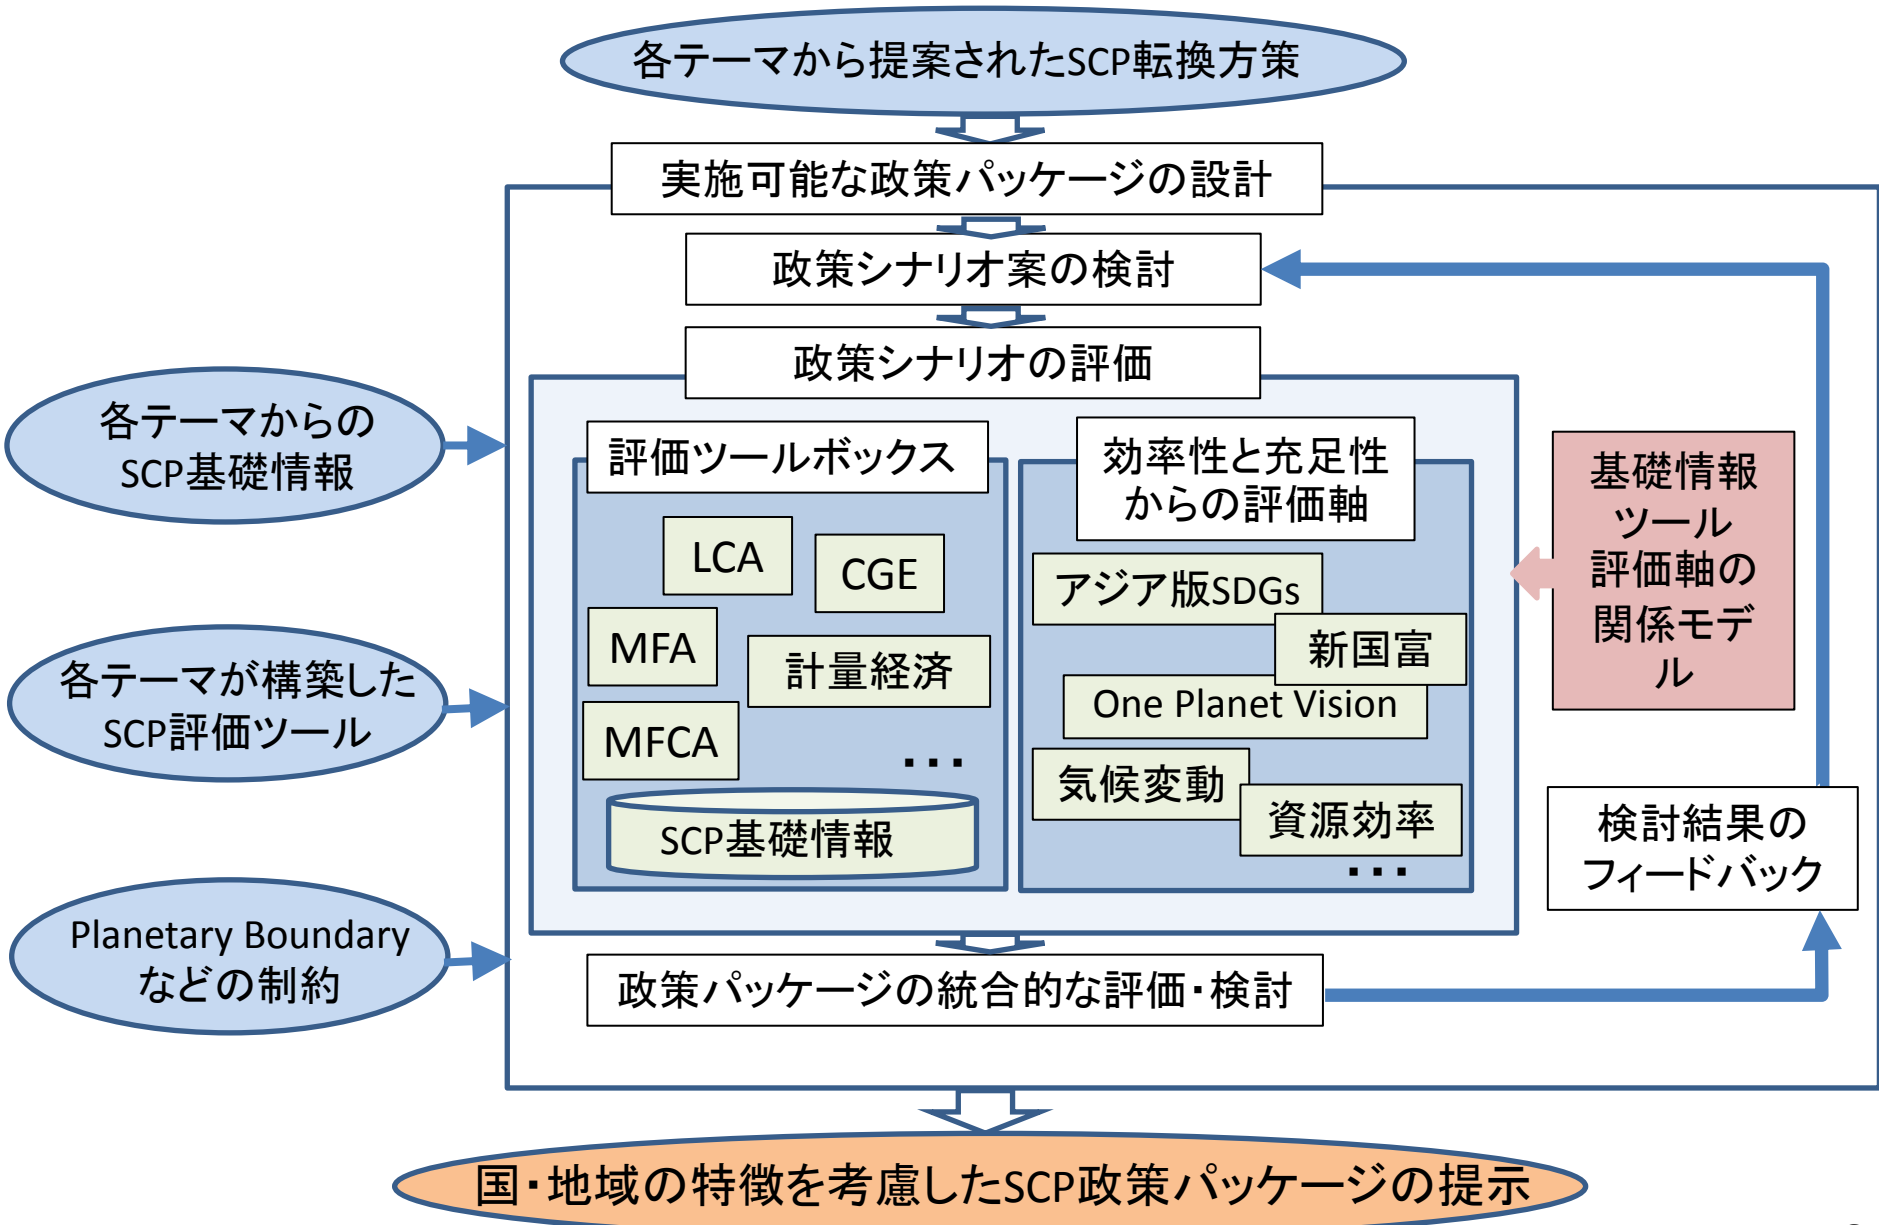 各テーマから提案されたSCP転換方策
実施可能な政策パッケージの設計
政策シナリオ案の検討
政策シナリオの評価
各テーマからの
SCP基礎情報
各テーマが構築した
SCP評価ツール
Planetary Boundary
などの制約
評価ツールボックス
LCA
CGE
MFA
計量経済
MFCA
・・・
SCP基礎情報
効率性と充足性
からの評価軸
アジア版SDGs
新国富
One Planet Vision
気候変動
資源効率
・・・
基礎情報
ツール
評価軸の
関係モデ
ル
検討結果の
フィードバック
政策パッケージの統合的な評価・検討
国・地域の特徴を考慮したSCP政策パッケージの提示